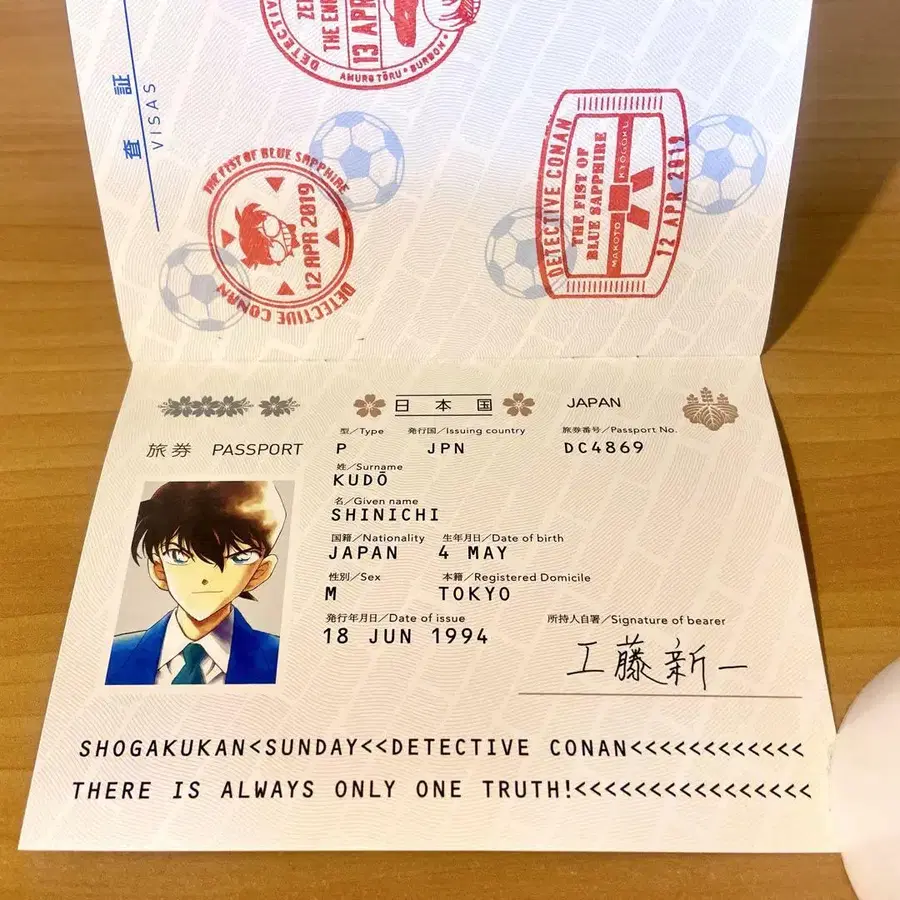 査証
VISAS
DETECTIV
ZE
THE EN
13 APR
AMURO TŌRU • BURBON •
THE FIST OF BLUE SAPPHIRE
12 APR 2019
DETECTIVE CONAN
DETECTIVE CONAN
THE FIST OF
BLUE SAPPHIRE
MAKOTO KYOGOKU
12 APR 2019
日本国 JAPAN
旅券 PASSPORT
型/Type 発行国/Issuing country 旅券番号/Passport No.
P JPN DC4869
姓/Surname
KUDŌ
名/Given name
SHINICHI
国籍/Nationality 生年月日/Date of birth
JAPAN 4 MAY
性別/Sex 本籍/Registered Domicile
M TOKYO
発行年月日/Date of issue 所持人自署/Signature of bearer
18 JUN 1994
工藤新一
SHOGAKUKAN<SUNDAY<<DETECTIVE CONAN<<<<<<<<<<<<
THERE IS ALWAYS ONLY ONE TRUTH!<<<<<<<<<<<<<<<<<